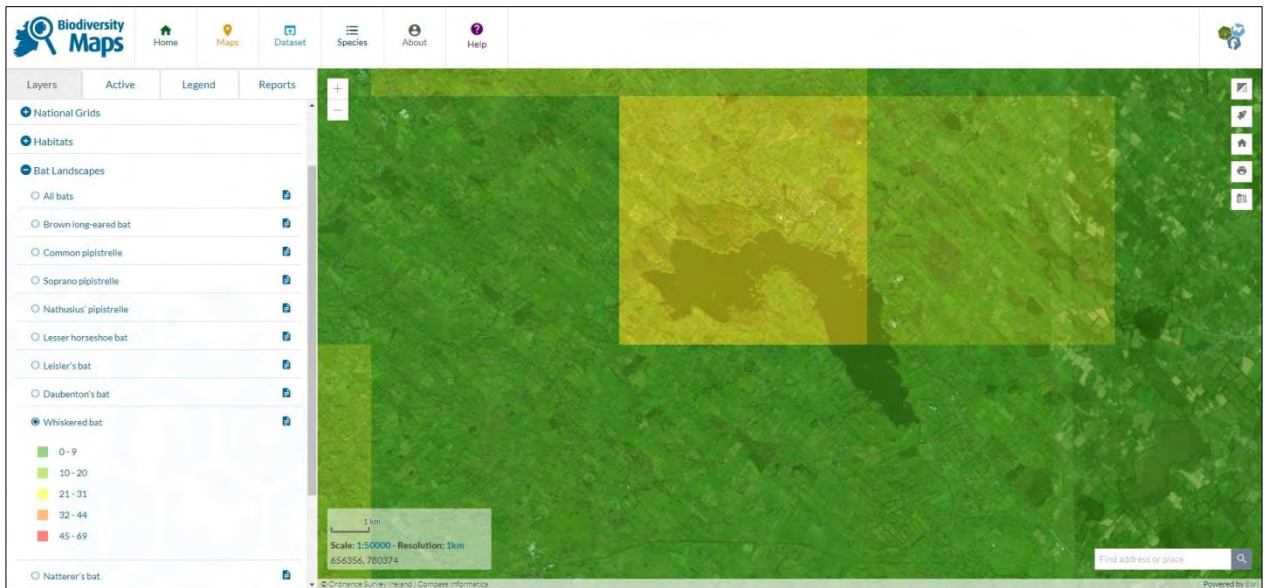 Biodiversity
Maps
Home
Maps
Dataset
Species
About
Help
Layers
Active
Legend
Reports
National Grids
Habitats
Bat Landscapes
All bats
Brown long-eared bat
Common pipistrelle
Soprano pipistrelle
Nathusius' pipistrelle
Lesser horseshoe bat
Leisler's bat
Daubenton's bat
Whiskered bat
0 - 9
10 - 20
21 - 31
32 - 44
45 - 69
Natterer's bat
+
−
1 km
Scale: 1:50000 - Resolution: 1km
656356, 780374
Find address or place
© Ordnance Survey Ireland | Compass Informatics
Powered by Esri